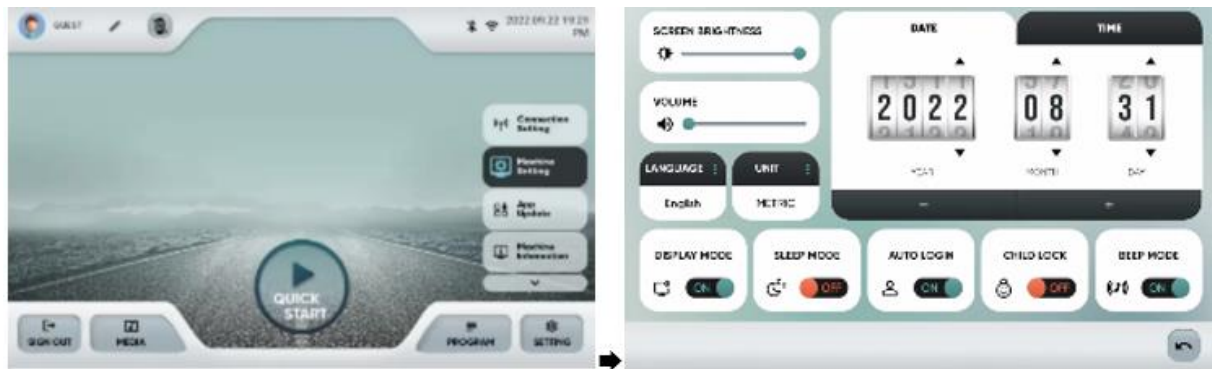 GUEST
2022.09.22 19:29
PM
Connection
Setting
Machine
Setting
App
Update
Machine
Information
QUICK
START
SIGN OUT
MEDIA
PROGRAM
SETTING
SCREEN BRIGHTNESS
VOLUME
LANGUAGE
UNIT
English
METRIC
DATE
TIME
2022
08
31
YEAR
MONTH
DAY
DISPLAY MODE
SLEEP MODE
AUTO LOGIN
CHILD LOCK
BEEP MODE
ON
OFF
ON
OFF
ON